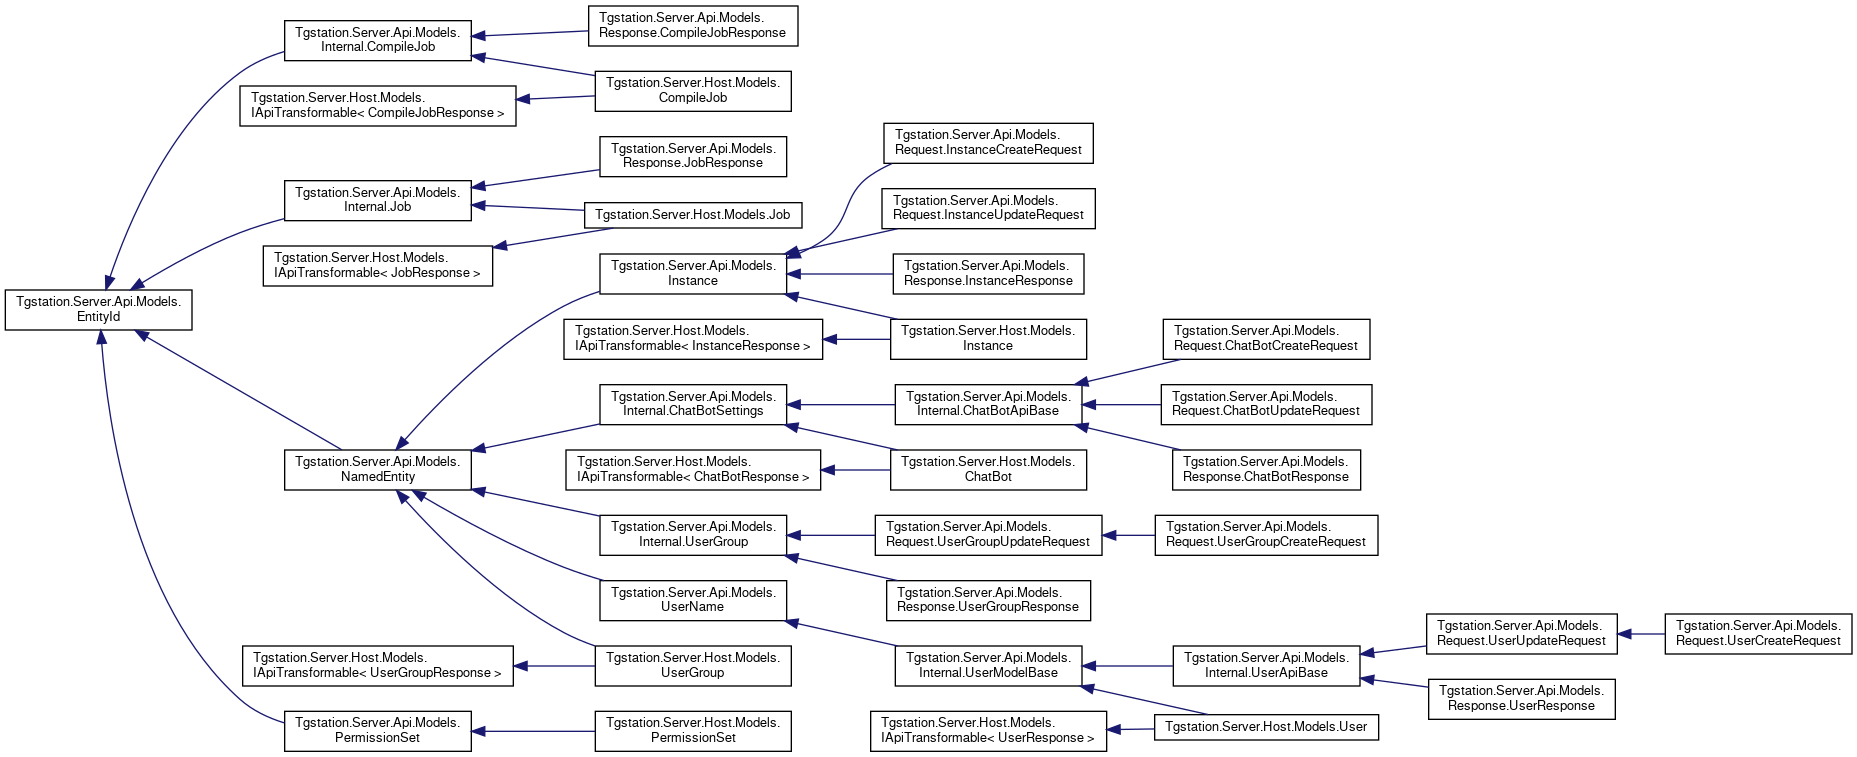 Tgstation.Server.Api.Models.
EntityId
Tgstation.Server.Api.Models.
Internal.CompileJob
Tgstation.Server.Host.Models.
IApiTransformable< CompileJobResponse >
Tgstation.Server.Api.Models.
Internal.Job
Tgstation.Server.Host.Models.
IApiTransformable< JobResponse >
Tgstation.Server.Api.Models.
NamedEntity
Tgstation.Server.Host.Models.
IApiTransformable< UserGroupResponse >
Tgstation.Server.Api.Models.
PermissionSet
Tgstation.Server.Api.Models.
Response.CompileJobResponse
Tgstation.Server.Host.Models.
CompileJob
Tgstation.Server.Api.Models.
Response.JobResponse
Tgstation.Server.Host.Models.Job
Tgstation.Server.Api.Models.
Instance
Tgstation.Server.Host.Models.
IApiTransformable< InstanceResponse >
Tgstation.Server.Api.Models.
Internal.ChatBotSettings
Tgstation.Server.Host.Models.
IApiTransformable< ChatBotResponse >
Tgstation.Server.Api.Models.
Internal.UserGroup
Tgstation.Server.Api.Models.
UserName
Tgstation.Server.Host.Models.
UserGroup
Tgstation.Server.Host.Models.
PermissionSet
Tgstation.Server.Api.Models.
Request.InstanceCreateRequest
Tgstation.Server.Api.Models.
Request.InstanceUpdateRequest
Tgstation.Server.Api.Models.
Response.InstanceResponse
Tgstation.Server.Host.Models.
Instance
Tgstation.Server.Api.Models.
Internal.ChatBotApiBase
Tgstation.Server.Host.Models.
ChatBot
Tgstation.Server.Api.Models.
Request.UserGroupUpdateRequest
Tgstation.Server.Api.Models.
Response.UserGroupResponse
Tgstation.Server.Api.Models.
Internal.UserModelBase
Tgstation.Server.Host.Models.
IApiTransformable< UserResponse >
Tgstation.Server.Api.Models.
Request.ChatBotCreateRequest
Tgstation.Server.Api.Models.
Request.ChatBotUpdateRequest
Tgstation.Server.Api.Models.
Response.ChatBotResponse
Tgstation.Server.Api.Models.
Request.UserGroupCreateRequest
Tgstation.Server.Api.Models.
Internal.UserApiBase
Tgstation.Server.Host.Models.User
Tgstation.Server.Api.Models.
Request.UserUpdateRequest
Tgstation.Server.Api.Models.
Response.UserResponse
Tgstation.Server.Api.Models.
Request.UserCreateRequest